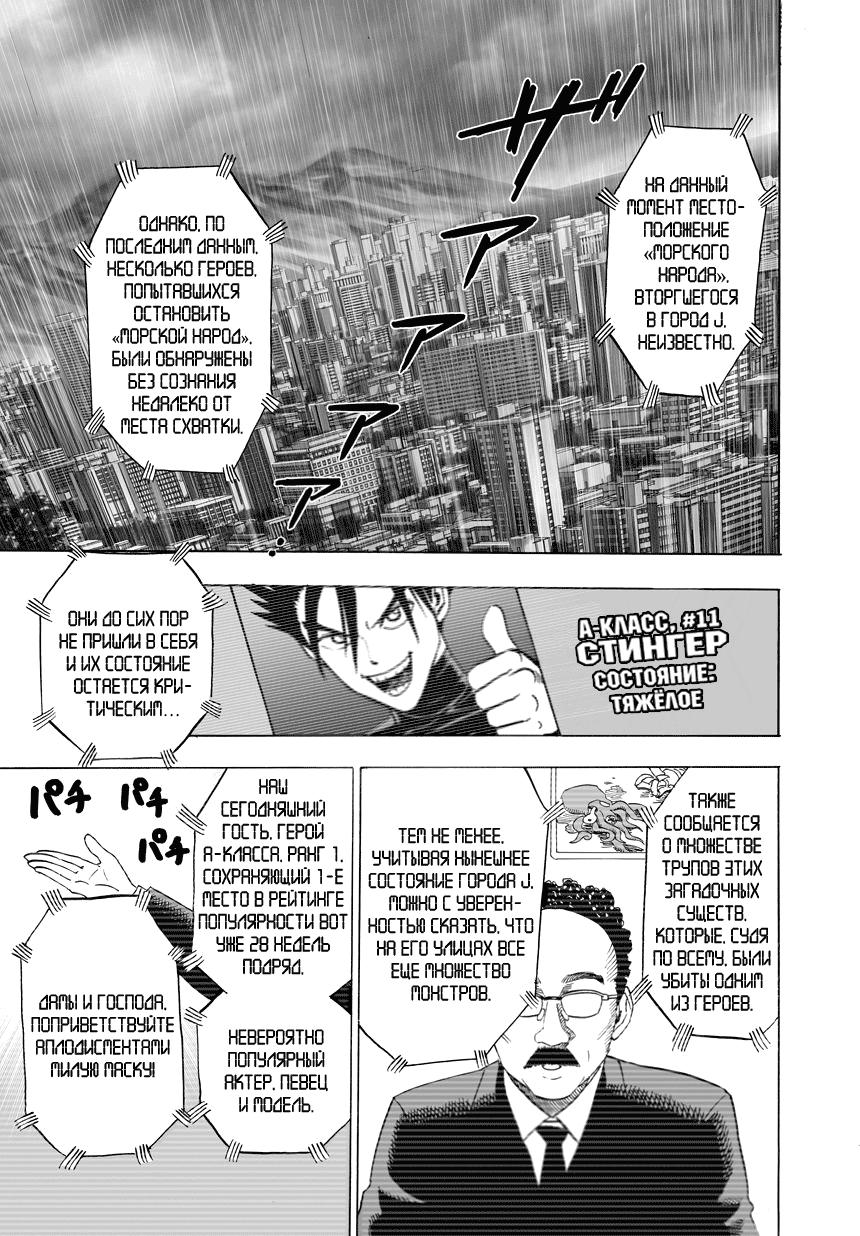 НА ДАННЫЙ
МОМЕНТ МЕСТО-
ПОЛОЖЕНИЕ
«МОРСКОГО
НАРОДА»,
ВТОРГШЕГОСЯ
В ГОРОД J,
НЕИЗВЕСТНО.
ザ
ア
ア
ア
ア
ОДНАКО, ПО
ПОСЛЕДНИМ ДАННЫМ,
НЕСКОЛЬКО ГЕРОЕВ,
ПОПЫТАВШИХСЯ
ОСТАНОВИТЬ
«МОРСКОЙ НАРОД»,
БЫЛИ ОБНАРУЖЕНЫ
БЕЗ СОЗНАНИЯ
НЕДАЛЕКО ОТ
МЕСТА СХВАТКИ.
А-КЛАСС, #11
СТИНГЕР
СОСТОЯНИЕ:
ТЯЖЁЛОЕ
ОНИ ДО СИХ ПОР
НЕ ПРИШЛИ В СЕБЯ
И ИХ СОСТОЯНИЕ
ОСТАЕТСЯ КРИ-
ТИЧЕСКИМ...
ТАКЖЕ
СООБЩАЕТСЯ
О МНОЖЕСТВЕ
ТРУПОВ ЭТИХ
ЗАГАДОЧНЫХ
СУЩЕСТВ,
КОТОРЫЕ, СУДЯ
ПО ВСЕМУ, БЫЛИ
УБИТЫ ОДНИМ
ИЗ ГЕРОЕВ.
ТЕМ НЕ МЕНЕЕ,
УЧИТЫВАЯ НЫНЕШНЕЕ
СОСТОЯНИЕ ГОРОДА J,
МОЖНО С УВЕРЕН-
НОСТЬЮ СКАЗАТЬ, ЧТО
НА ЕГО УЛИЦАХ ВСЕ
ЕЩЕ МНОЖЕСТВО
МОНСТРОВ.
НАШ
СЕГОДНЯШНИЙ
ГОСТЬ, ГЕРОЙ
А-КЛАССА, РАНГ 1,
СОХРАНЯЮЩИЙ 1-Е
МЕСТО В РЕЙТИНГЕ
ПОПУЛЯРНОСТИ ВОТ
УЖЕ 28 НЕДЕЛЬ
ПОДРЯД.
НЕВЕРОЯТНО
ПОПУЛЯРНЫЙ
АКТЕР, ПЕВЕЦ
И МОДЕЛЬ.
パチ
パチ
パチ
ДАМЫ И ГОСПОДА,
ПОПРИВЕТСТВУЙТЕ
АПЛОДИСМЕНТАМИ
МИЛУЮ МАСКУ!